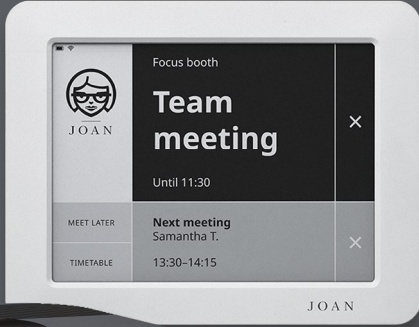 Focus booth
Team
meeting
JOAN
Until 11:30
MEET LATER
TIMETABLE
Next meeting
Samantha T.
13:30–14:15
JOAN